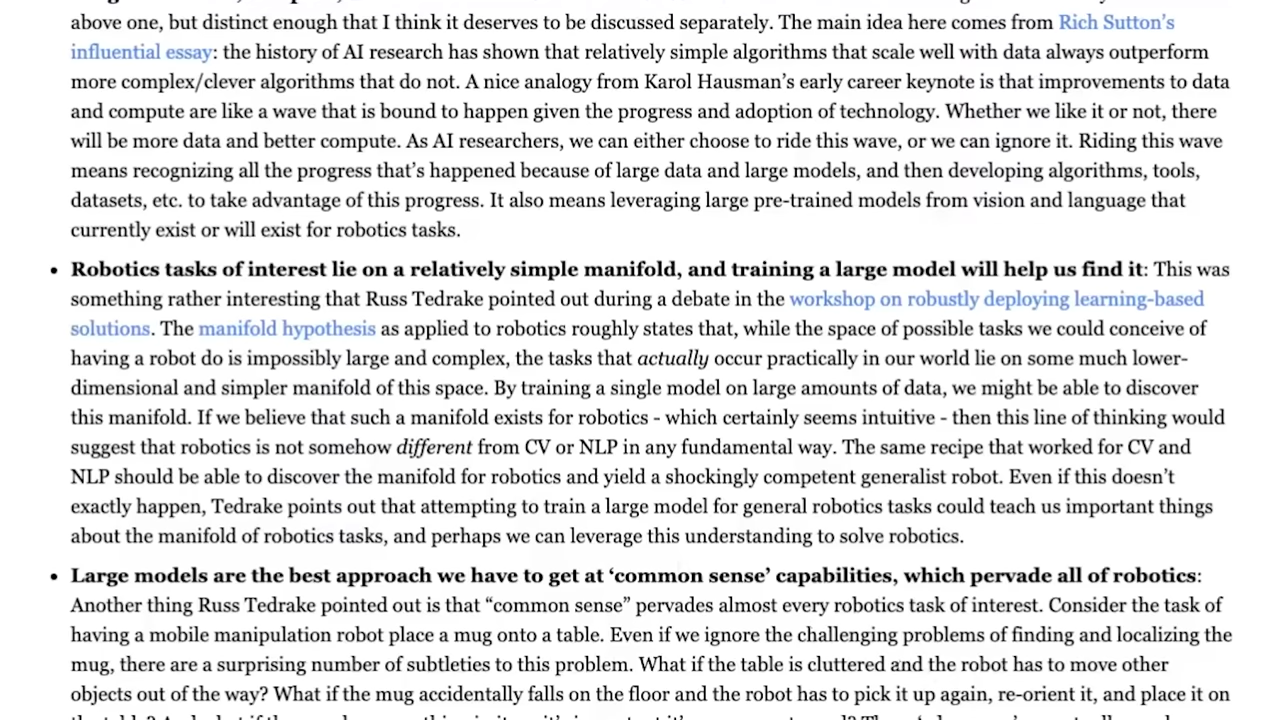 above one, but distinct enough that I think it deserves to be discussed separately. The main idea here comes from Rich Sutton's
influential essay: the history of AI research has shown that relatively simple algorithms that scale well with data always outperform
more complex/clever algorithms that do not. A nice analogy from Karol Hausman's early career keynote is that improvements to data
and compute are like a wave that is bound to happen given the progress and adoption of technology. Whether we like it or not, there
will be more data and better compute. As AI researchers, we can either choose to ride this wave, or we can ignore it. Riding this wave
means recognizing all the progress that's happened because of large data and large models, and then developing algorithms, tools,
datasets, etc. to take advantage of this progress. It also means leveraging large pre-trained models from vision and language that
currently exist or will exist for robotics tasks.
• Robotics tasks of interest lie on a relatively simple manifold, and training a large model will help us find it: This was
something rather interesting that Russ Tedrake pointed out during a debate in the workshop on robustly deploying learning-based
solutions. The manifold hypothesis as applied to robotics roughly states that, while the space of possible tasks we could conceive of
having a robot do is impossibly large and complex, the tasks that actually occur practically in our world lie on some much lower-
dimensional and simpler manifold of this space. By training a single model on large amounts of data, we might be able to discover
this manifold. If we believe that such a manifold exists for robotics - which certainly seems intuitive - then this line of thinking would
suggest that robotics is not somehow different from CV or NLP in any fundamental way. The same recipe that worked for CV and
NLP should be able to discover the manifold for robotics and yield a shockingly competent generalist robot. Even if this doesn't
exactly happen, Tedrake points out that attempting to train a large model for general robotics tasks could teach us important things
about the manifold of robotics tasks, and perhaps we can leverage this understanding to solve robotics.
• Large models are the best approach we have to get at 'common sense' capabilities, which pervade all of robotics:
Another thing Russ Tedrake pointed out is that "common sense" pervades almost every robotics task of interest. Consider the task of
having a mobile manipulation robot place a mug onto a table. Even if we ignore the challenging problems of finding and localizing the
mug, there are a surprising number of subtleties to this problem. What if the table is cluttered and the robot has to move other
objects out of the way? What if the mug accidentally falls on the floor and the robot has to pick it up again, re-orient it, and place it on